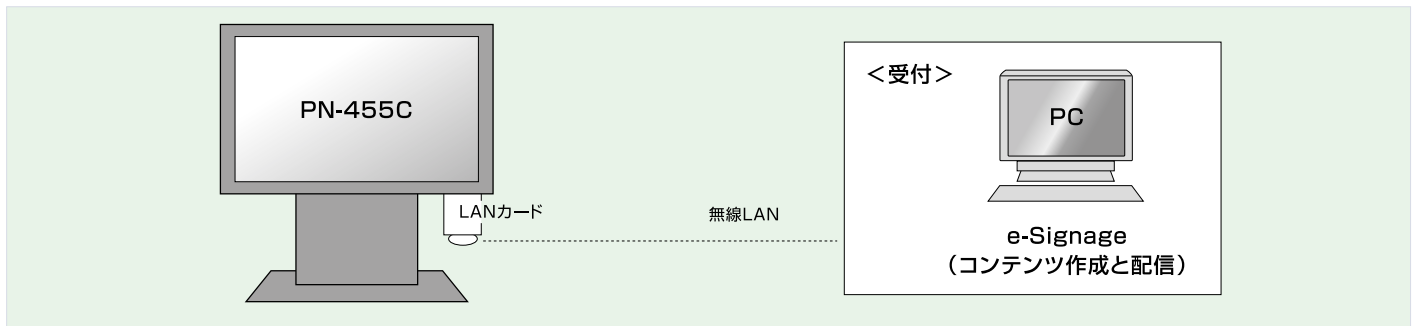 PN-455C
LANカード
無線LAN
＜受付＞
PC
e-Signage
（コンテンツ作成と配信）